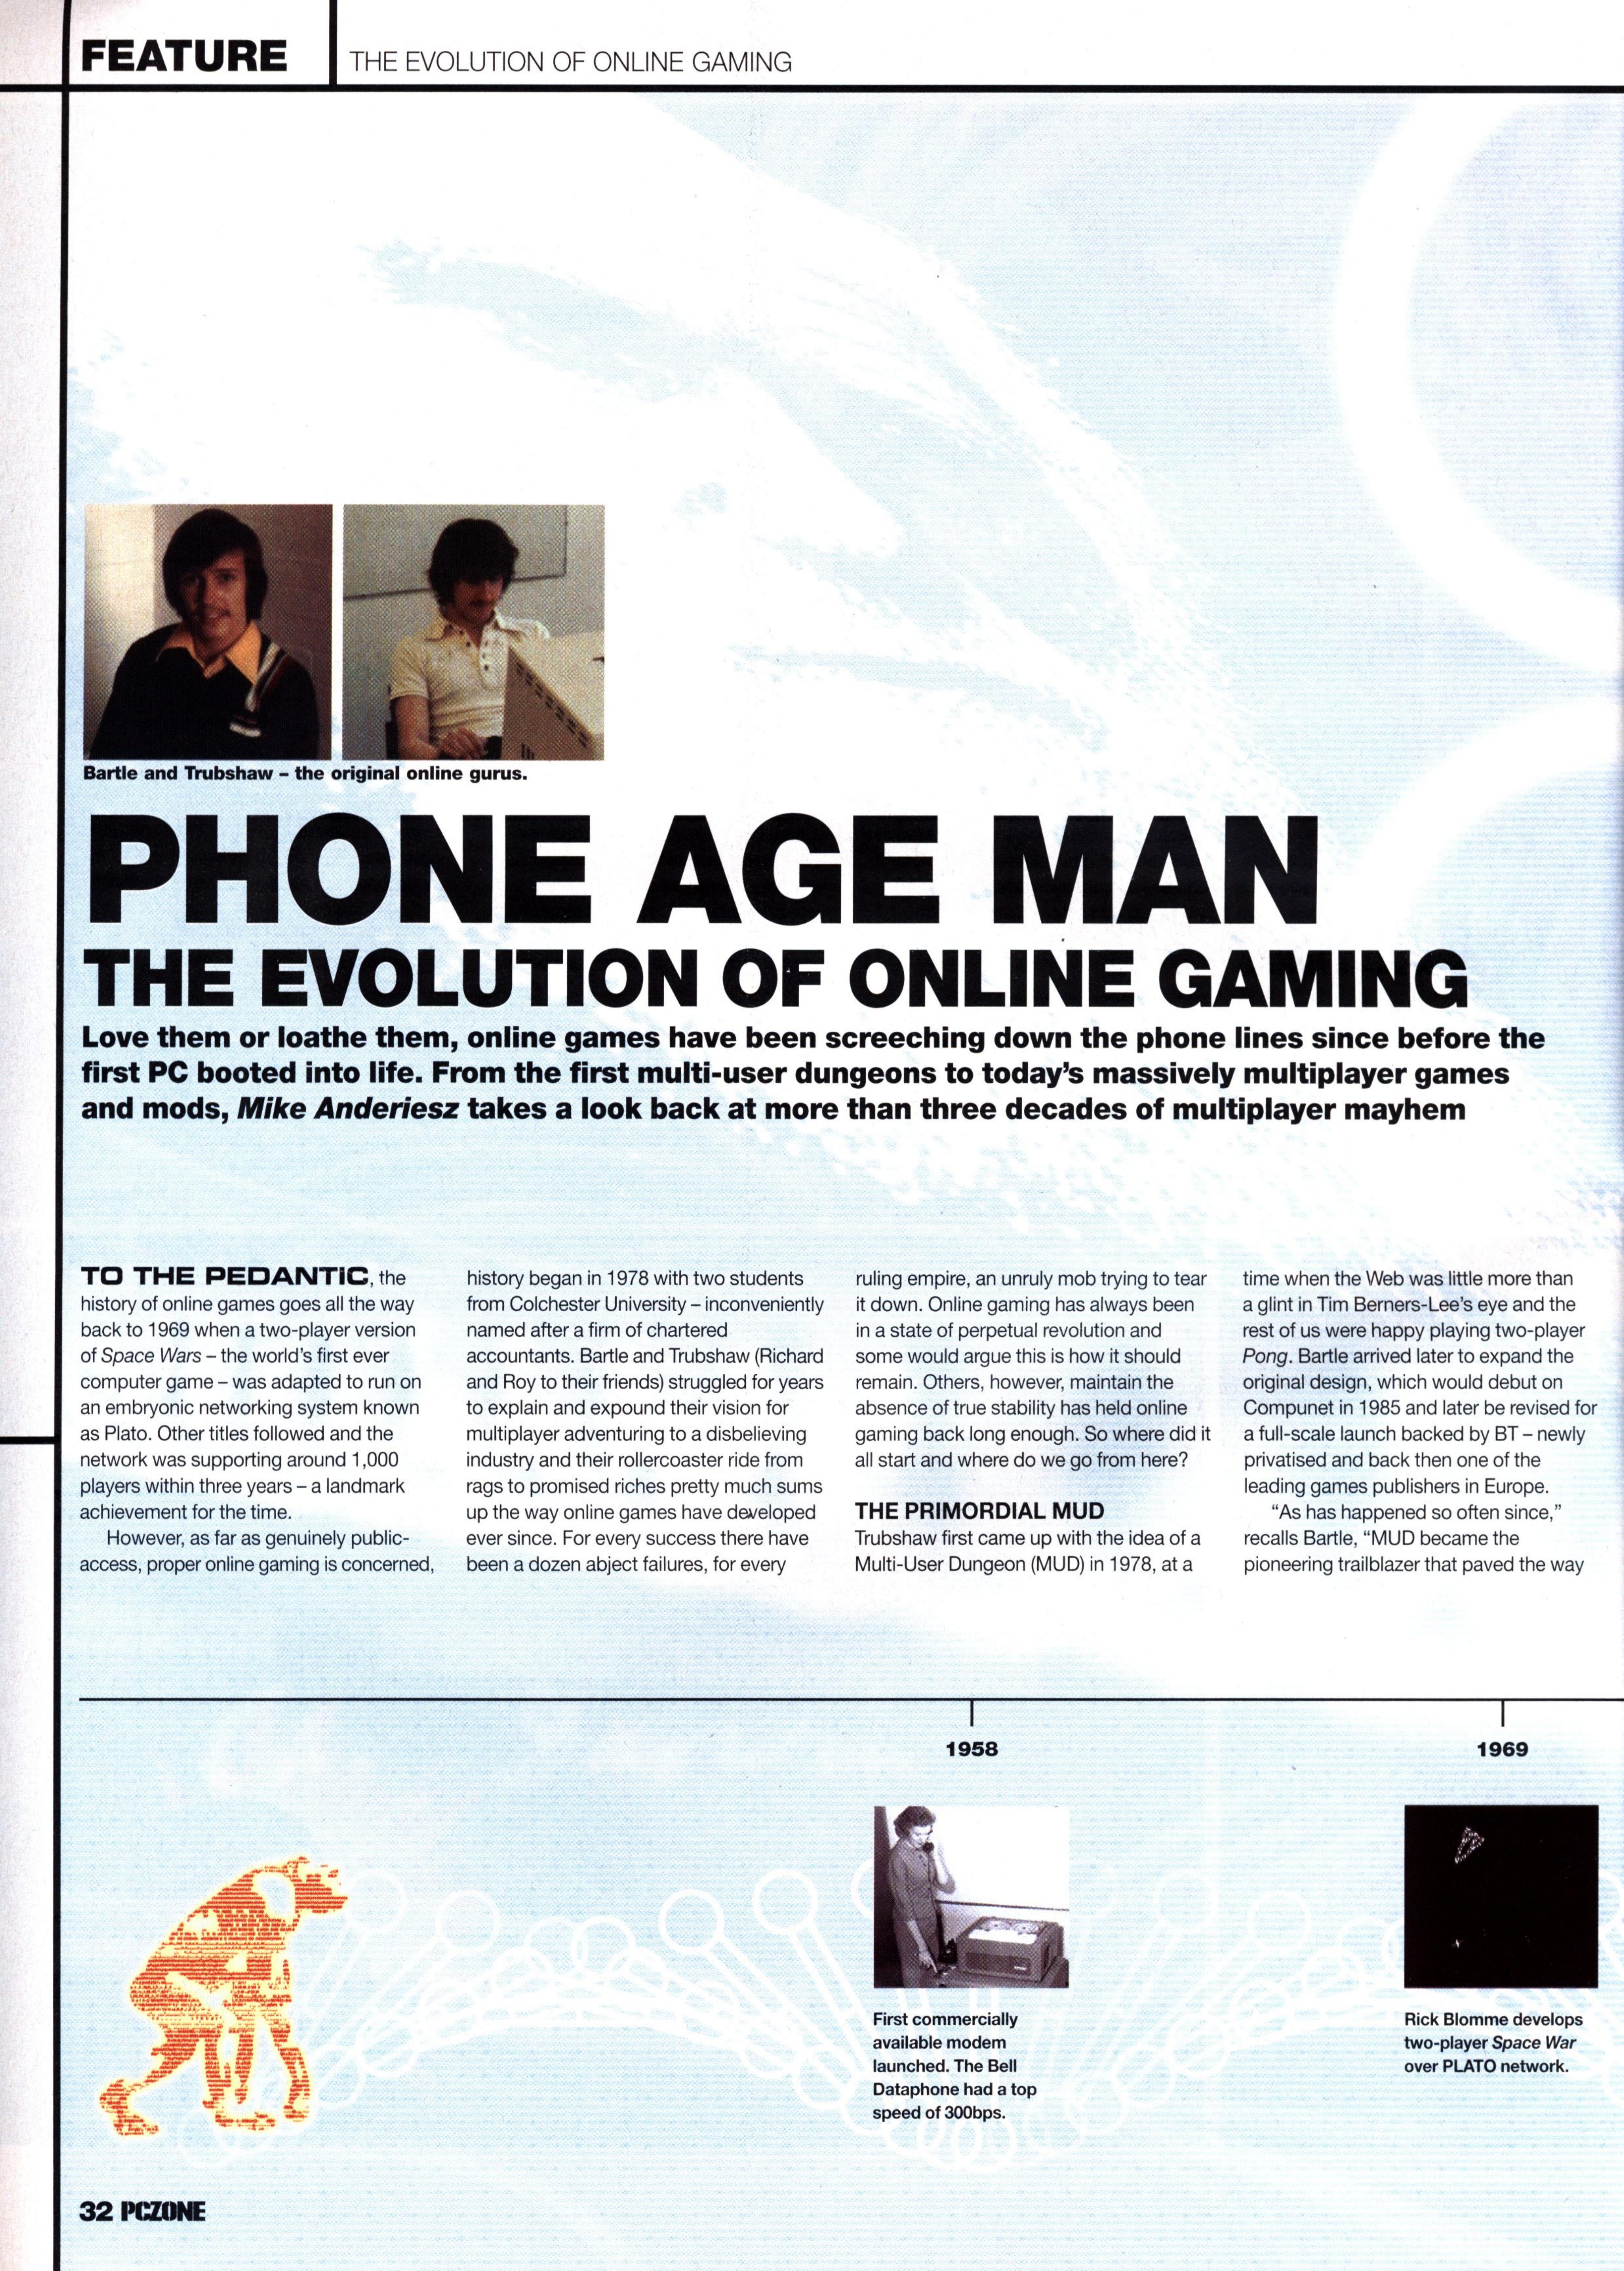 FEATURE
THE EVOLUTION OF ONLINE GAMING
Bartle and Trubshaw – the original online gurus.
PHONE AGE MAN
THE EVOLUTION OF ONLINE GAMING
Love them or loathe them, online games have been screeching down the phone lines since before the
first PC booted into life. From the first multi-user dungeons to today's massively multiplayer games
and mods, Mike Anderiesz takes a look back at more than three decades of multiplayer mayhem
TO THE PEDANTIC, the
history of online games goes all the way
back to 1969 when a two-player version
of Space Wars – the world's first ever
computer game – was adapted to run on
an embryonic networking system known
as Plato. Other titles followed and the
network was supporting around 1,000
players within three years – a landmark
achievement for the time.
However, as far as genuinely public-
access, proper online gaming is concerned,
history began in 1978 with two students
from Colchester University – inconveniently
named after a firm of chartered
accountants. Bartle and Trubshaw (Richard
and Roy to their friends) struggled for years
to explain and expound their vision for
multiplayer adventuring to a disbelieving
industry and their rollercoaster ride from
rags to promised riches pretty much sums
up the way online games have developed
ever since. For every success there have
been a dozen abject failures, for every
ruling empire, an unruly mob trying to tear
it down. Online gaming has always been
in a state of perpetual revolution and
some would argue this is how it should
remain. Others, however, maintain the
absence of true stability has held online
gaming back long enough. So where did it
all start and where do we go from here?
THE PRIMORDIAL MUD
Trubshaw first came up with the idea of a
Multi-User Dungeon (MUD) in 1978, at a
time when the Web was little more than
a glint in Tim Berners-Lee's eye and the
rest of us were happy playing two-player
Pong. Bartle arrived later to expand the
original design, which would debut on
Compunet in 1985 and later be revised for
a full-scale launch backed by BT – newly
privatised and back then one of the
leading games publishers in Europe.
"As has happened so often since,"
recalls Bartle, "MUD became the
pioneering trailblazer that paved the way
1958
First commercially
available modem
launched. The Bell
Dataphone had a top
speed of 300bps.
1969
Rick Blomme develops
two-player Space War
over PLATO network.
32 PCZONE